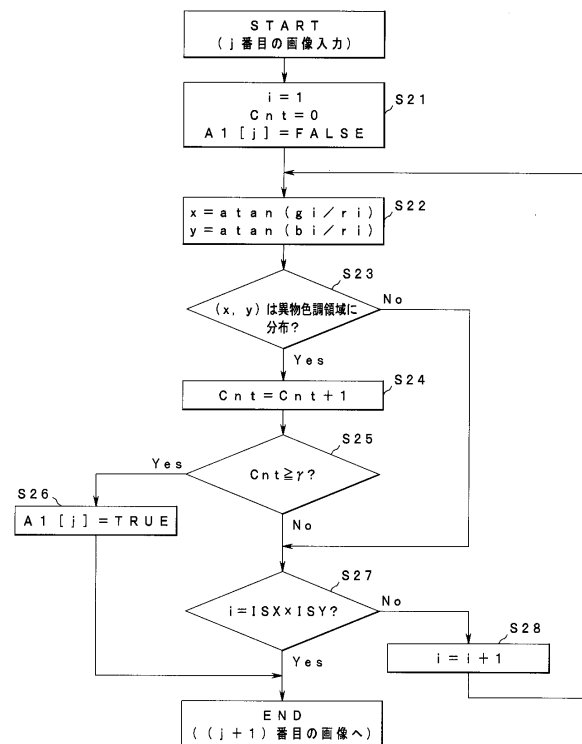 START
(j番目の画像入力)
S21
i=1
Cnt=0
A1[j]=FALSE
S22
x=atan(gi/ri)
y=atan(bi/ri)
S23
(x, y)は異物色調領域に
分布?
No
Yes
S24
Cnt=Cnt+1
S25
Cnt≧γ?
Yes
No
S26
A1[j]=TRUE
S27
i=ISX×ISY?
No
Yes
S28
i=i+1
END
((j+1)番目の画像へ)